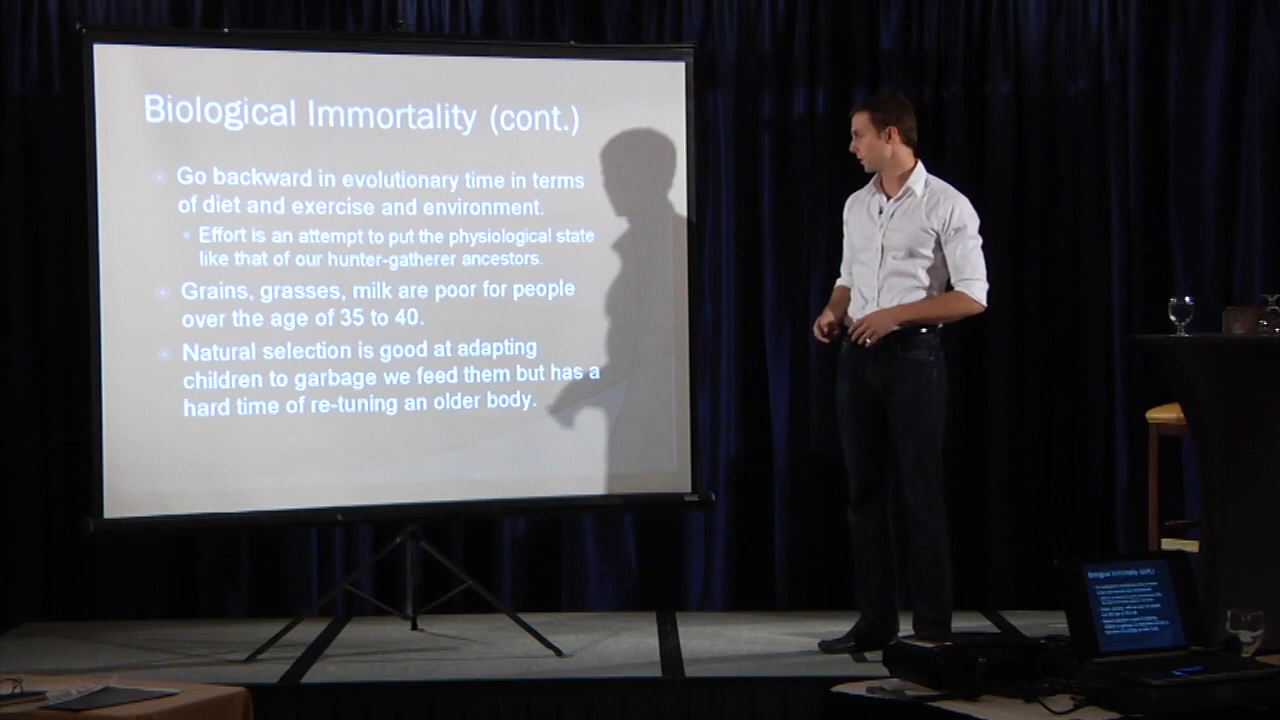 Biological Immortality (cont.)
Go backward in evolutionary time in terms
of diet and exercise and environment.
Effort is an attempt to put the physiological state
like that of our hunter-gatherer ancestors.
Grains, grasses, milk are poor for people
over the age of 35 to 40.
Natural selection is good at adapting
children to garbage we feed them but has a
hard time of re-tuning an older body.
Biological Immortality (cont.)